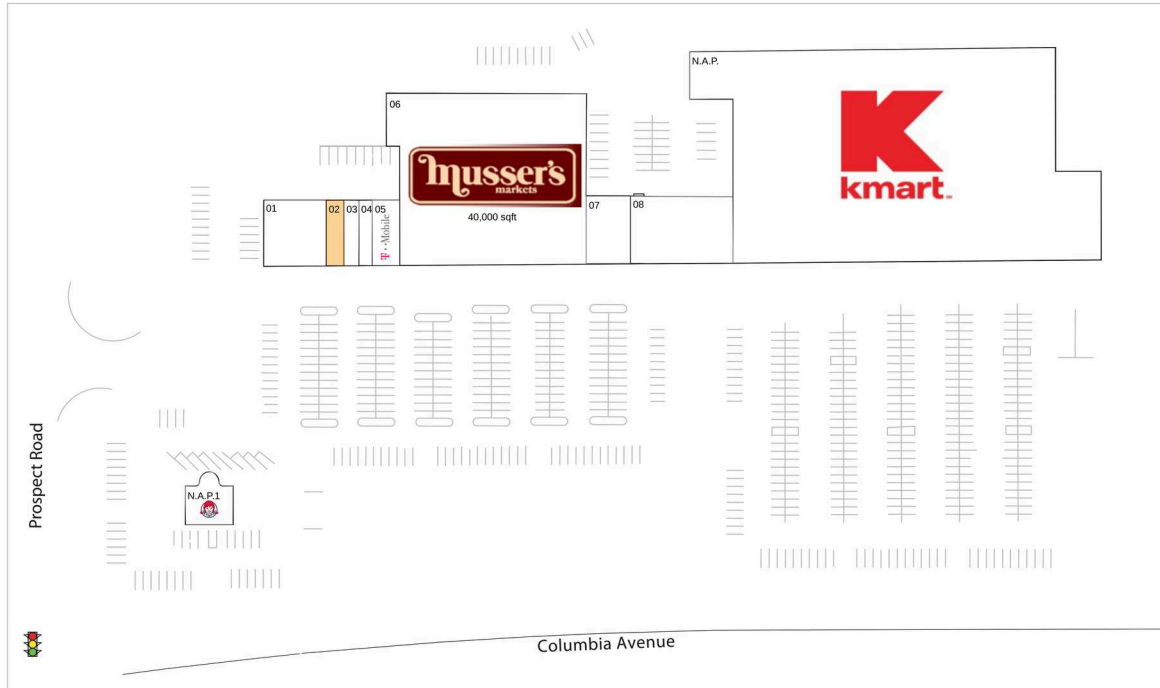 N.A.P.
06
kmart
musser's
markets
40,000 sqft
01
02
03
04
05
T··Mobile
07
08
N.A.P.1
Prospect Road
Columbia Avenue